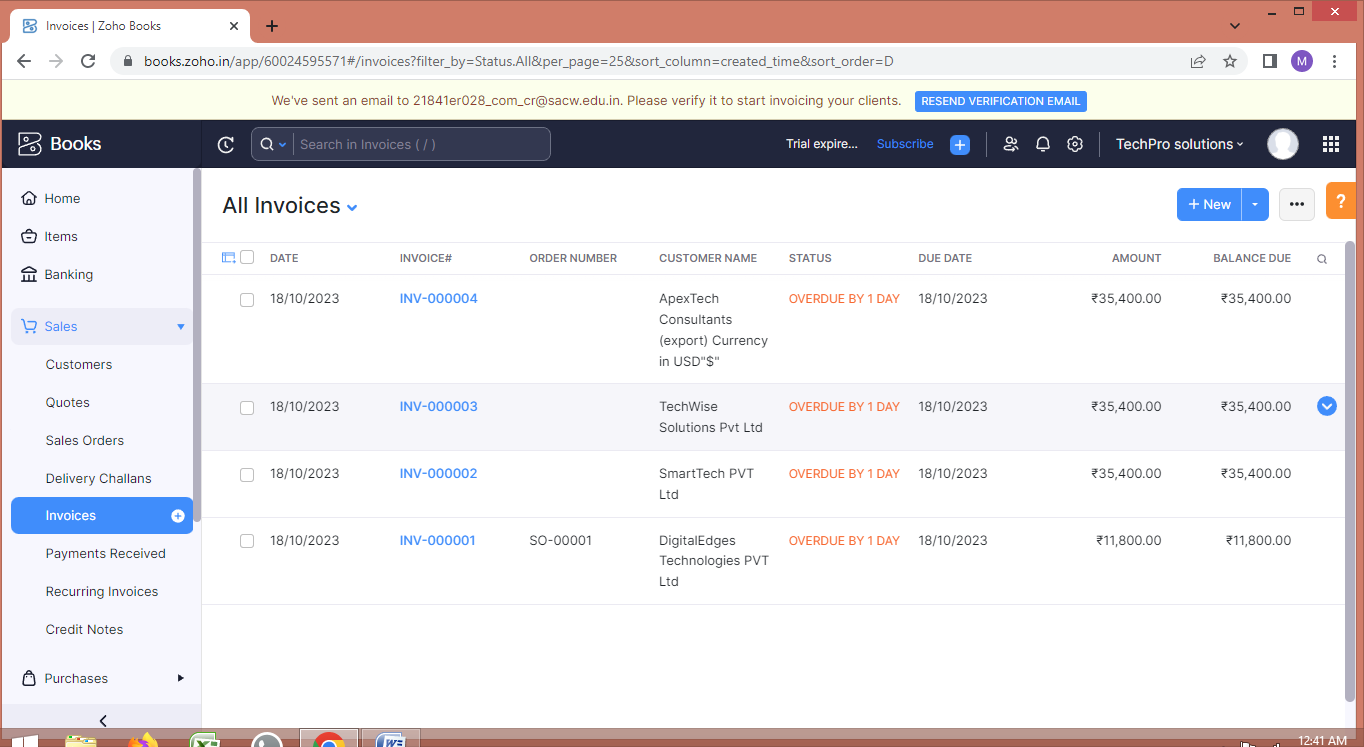 Invoices | Zoho Books
books.zoho.in/app/60024595571#/invoices?filter_by=Status.All&per_page=25&sort_column=created_time&sort_order=D
M
We've sent an email to 21841er028_com_cr@sacw.edu.in. Please verify it to start invoicing your clients. RESEND VERIFICATION EMAIL
Books
Search in Invoices ( / )
Trial expire... Subscribe
TechPro solutions
Home
Items
Banking
Sales
Customers
Quotes
Sales Orders
Delivery Challans
Invoices
Payments Received
Recurring Invoices
Credit Notes
Purchases
All Invoices
+ New
?
DATE INVOICE# ORDER NUMBER CUSTOMER NAME STATUS DUE DATE AMOUNT BALANCE DUE
18/10/2023 INV-000004 ApexTech OVERDUE BY 1 DAY 18/10/2023 ₹35,400.00 ₹35,400.00
Consultants
(export) Currency
in USD"$"
18/10/2023 INV-000003 TechWise OVERDUE BY 1 DAY 18/10/2023 ₹35,400.00 ₹35,400.00
Solutions Pvt Ltd
18/10/2023 INV-000002 SmartTech PVT OVERDUE BY 1 DAY 18/10/2023 ₹35,400.00 ₹35,400.00
Ltd
18/10/2023 INV-000001 SO-00001 DigitalEdges OVERDUE BY 1 DAY 18/10/2023 ₹11,800.00 ₹11,800.00
Technologies PVT
Ltd
12:41 AM